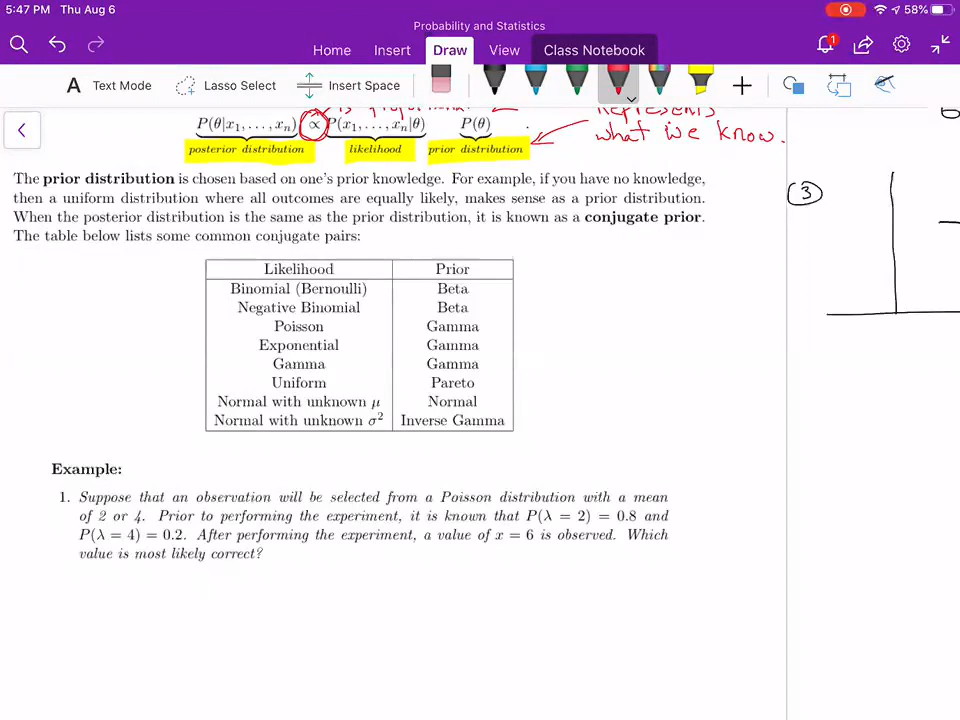 5:47 PM Thu Aug 6
58%
Probability and Statistics
Home Insert Draw View Class Notebook
1
A Text Mode Lasso Select Insert Space
represents
P(θ|x1, . . . , xn) ∝ P(x1, . . . , xn|θ) P(θ) .
what we know.
posterior distribution likelihood prior distribution
The prior distribution is chosen based on one's prior knowledge. For example, if you have no knowledge,
then a uniform distribution where all outcomes are equally likely, makes sense as a prior distribution.
When the posterior distribution is the same as the prior distribution, it is known as a conjugate prior.
The table below lists some common conjugate pairs:
3
Likelihood Prior
Binomial (Bernoulli) Beta
Negative Binomial Beta
Poisson Gamma
Exponential Gamma
Gamma Gamma
Uniform Pareto
Normal with unknown μ Normal
Normal with unknown σ² Inverse Gamma
Example:
1. Suppose that an observation will be selected from a Poisson distribution with a mean
of 2 or 4. Prior to performing the experiment, it is known that P(λ = 2) = 0.8 and
P(λ = 4) = 0.2. After performing the experiment, a value of x = 6 is observed. Which
value is most likely correct?